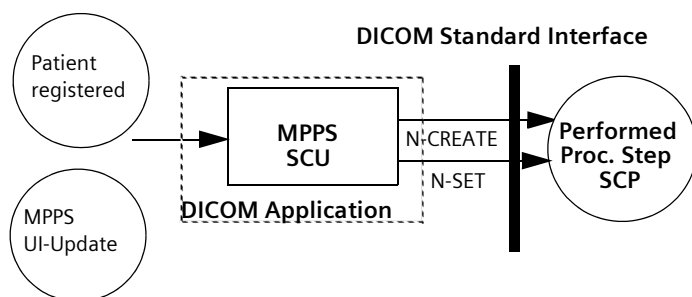 DICOM Standard Interface
Patient
registered
MPPS
SCU
N-CREATE
N-SET
Performed
Proc. Step
SCP
DICOM Application
MPPS
UI-Update